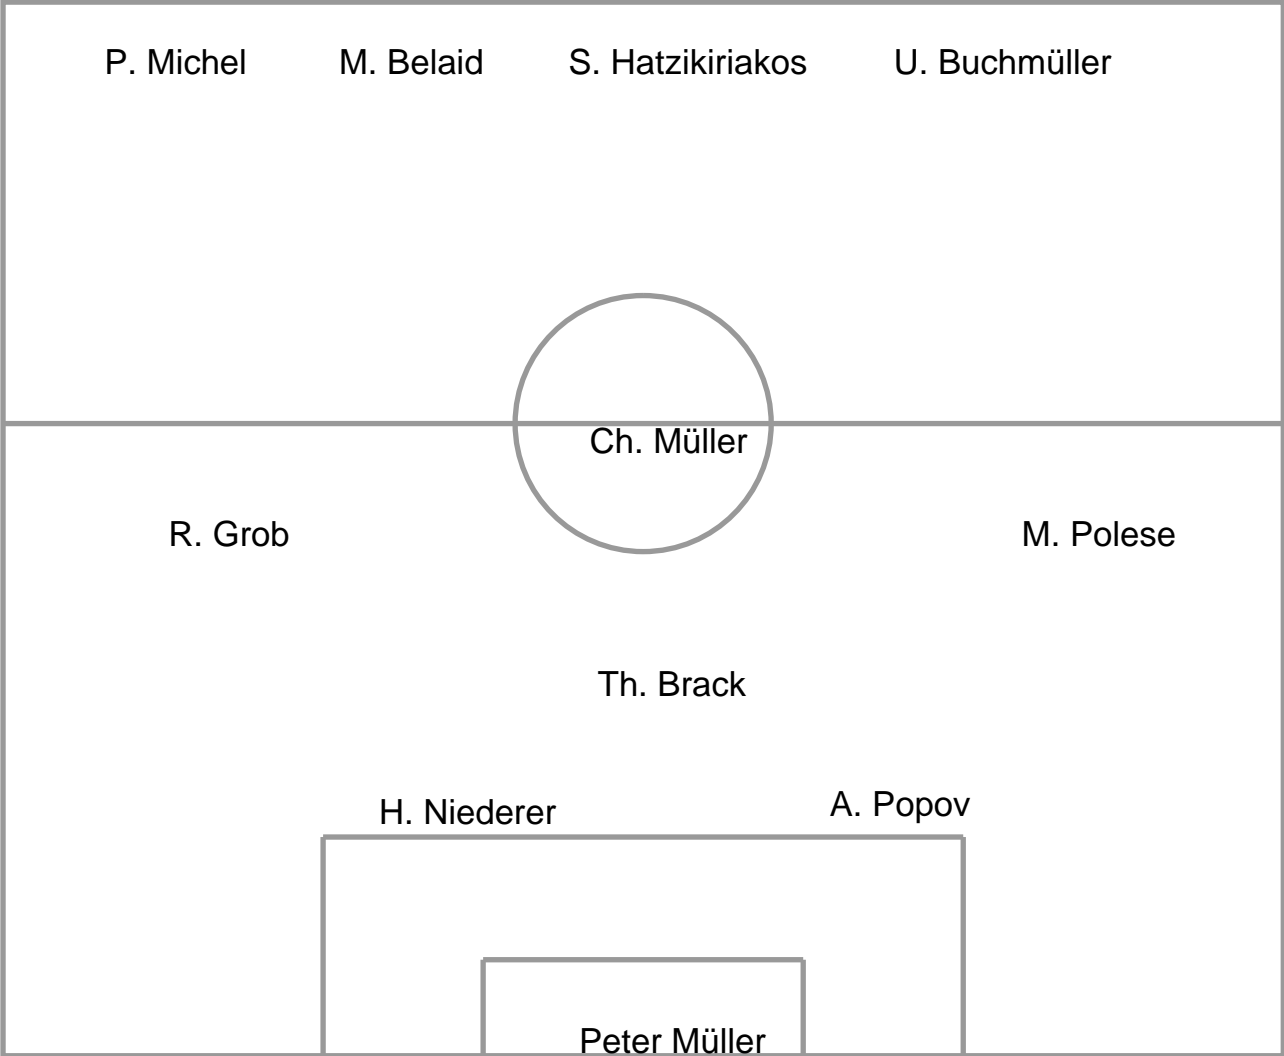 P. Michel M. Belaid S. Hatzikiriakos U. Buchmüller
Ch. Müller
R. Grob M. Polese
Th. Brack
H. Niederer A. Popov
Peter Müller